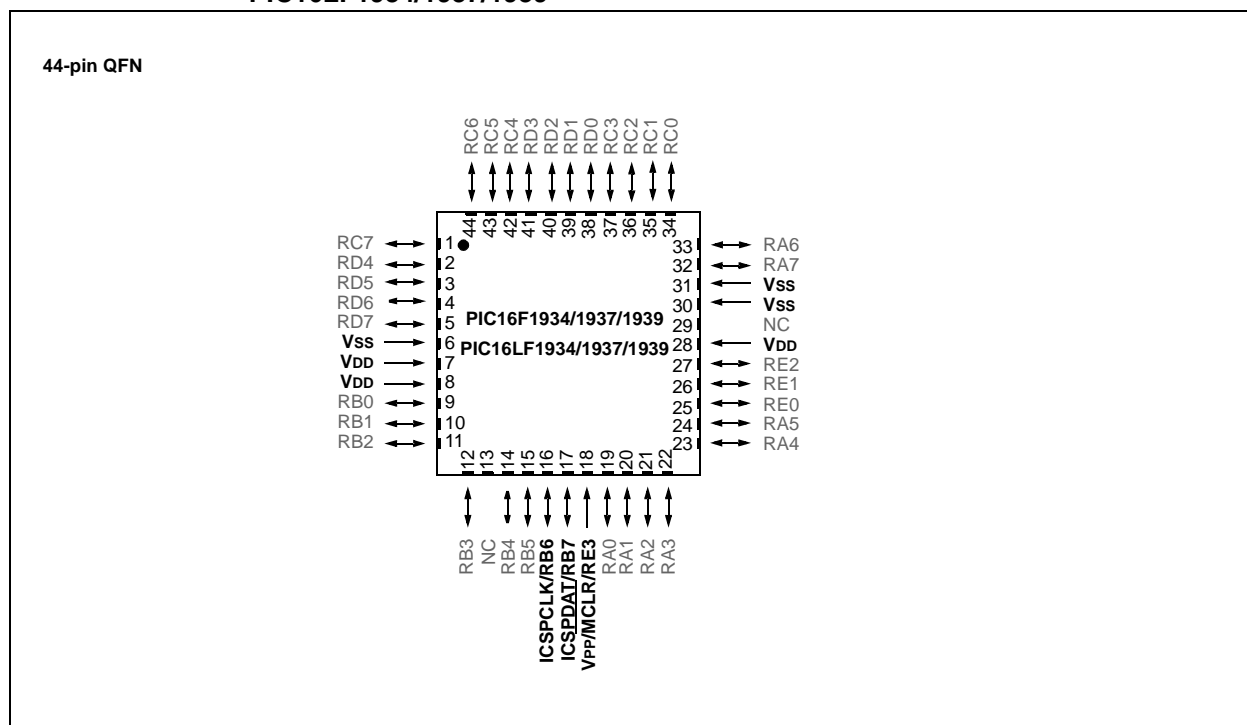 44-pin QFN
RC6
RC5
RC4
RD3
RD2
RD1
RD0
RC3
RC2
RC1
RC0
44
43
42
41
40
39
38
37
36
35
34
RC7 1
RD4 2
RD5 3
RD6 4
RD7 5
VSS 6
VDD 7
VDD 8
RB0 9
RB1 10
RB2 11
PIC16F1934/1937/1939
PIC16LF1934/1937/1939
33 RA6
32 RA7
31 VSS
30 VSS
29 NC
28 VDD
27 RE2
26 RE1
25 RE0
24 RA5
23 RA4
12
13
14
15
16
17
18
19
20
21
22
RB3
NC
RB4
RB5
ICSPCLK/RB6
ICSPDAT/RB7
VPP/MCLR/RE3
RA0
RA1
RA2
RA3